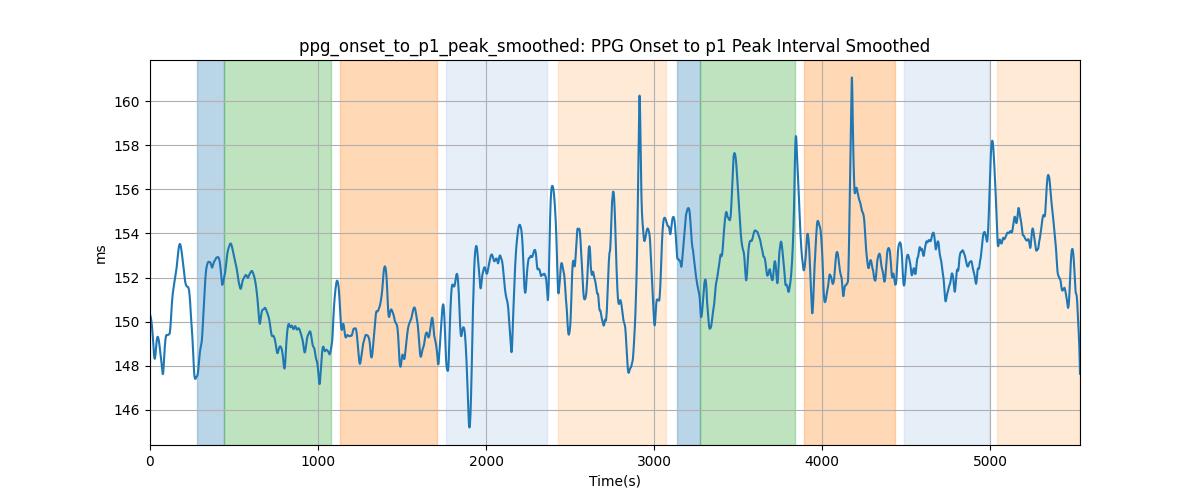 ppg_onset_to_p1_peak_smoothed: PPG Onset to p1 Peak Interval Smoothed
160
158
156
154
152
150
148
146
ms
0 1000 2000 3000 4000 5000
Time(s)